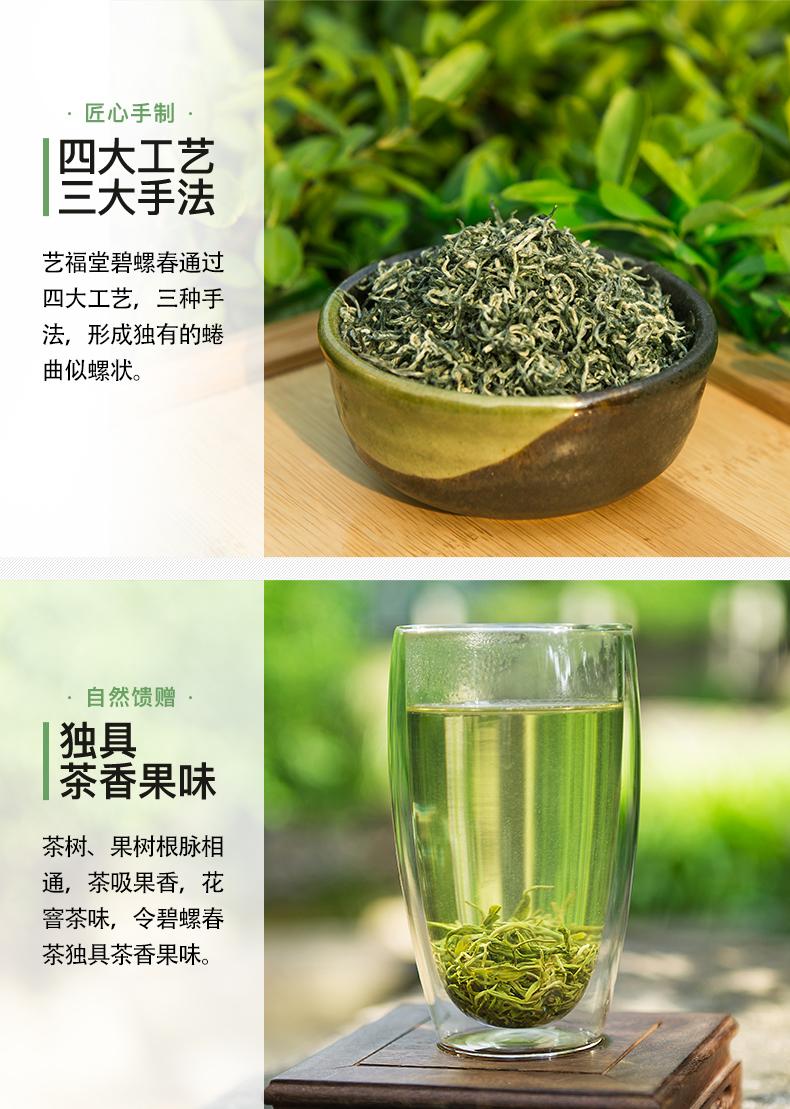 · 匠心手制 ·
四大工艺
三大手法
艺福堂碧螺春通过
四大工艺，三种手
法，形成独有的蜷
曲似螺状。
· 自然馈赠 ·
独具
茶香果味
茶树、果树根脉相
通，茶吸果香，花
窨茶味，令碧螺春
茶独具茶香果味。